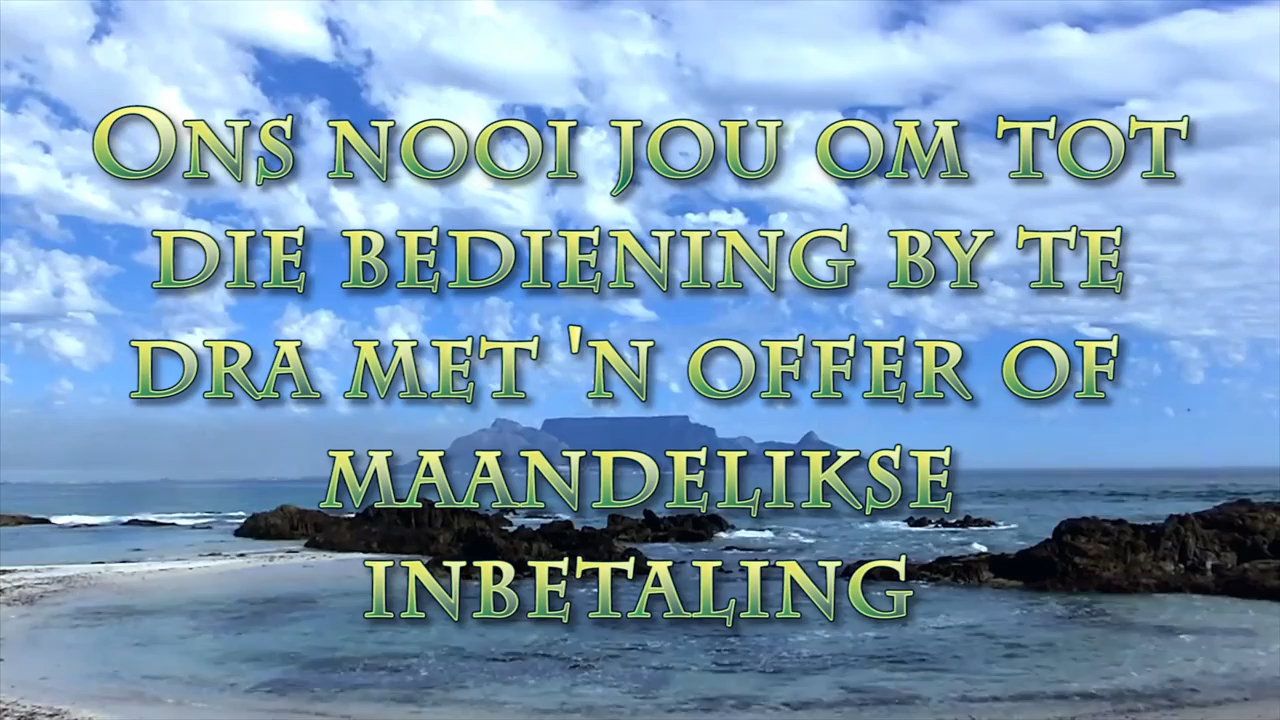 Ons nooi jou om tot
die bediening by te
dra met 'n offer of
maandelikse
inbetaling